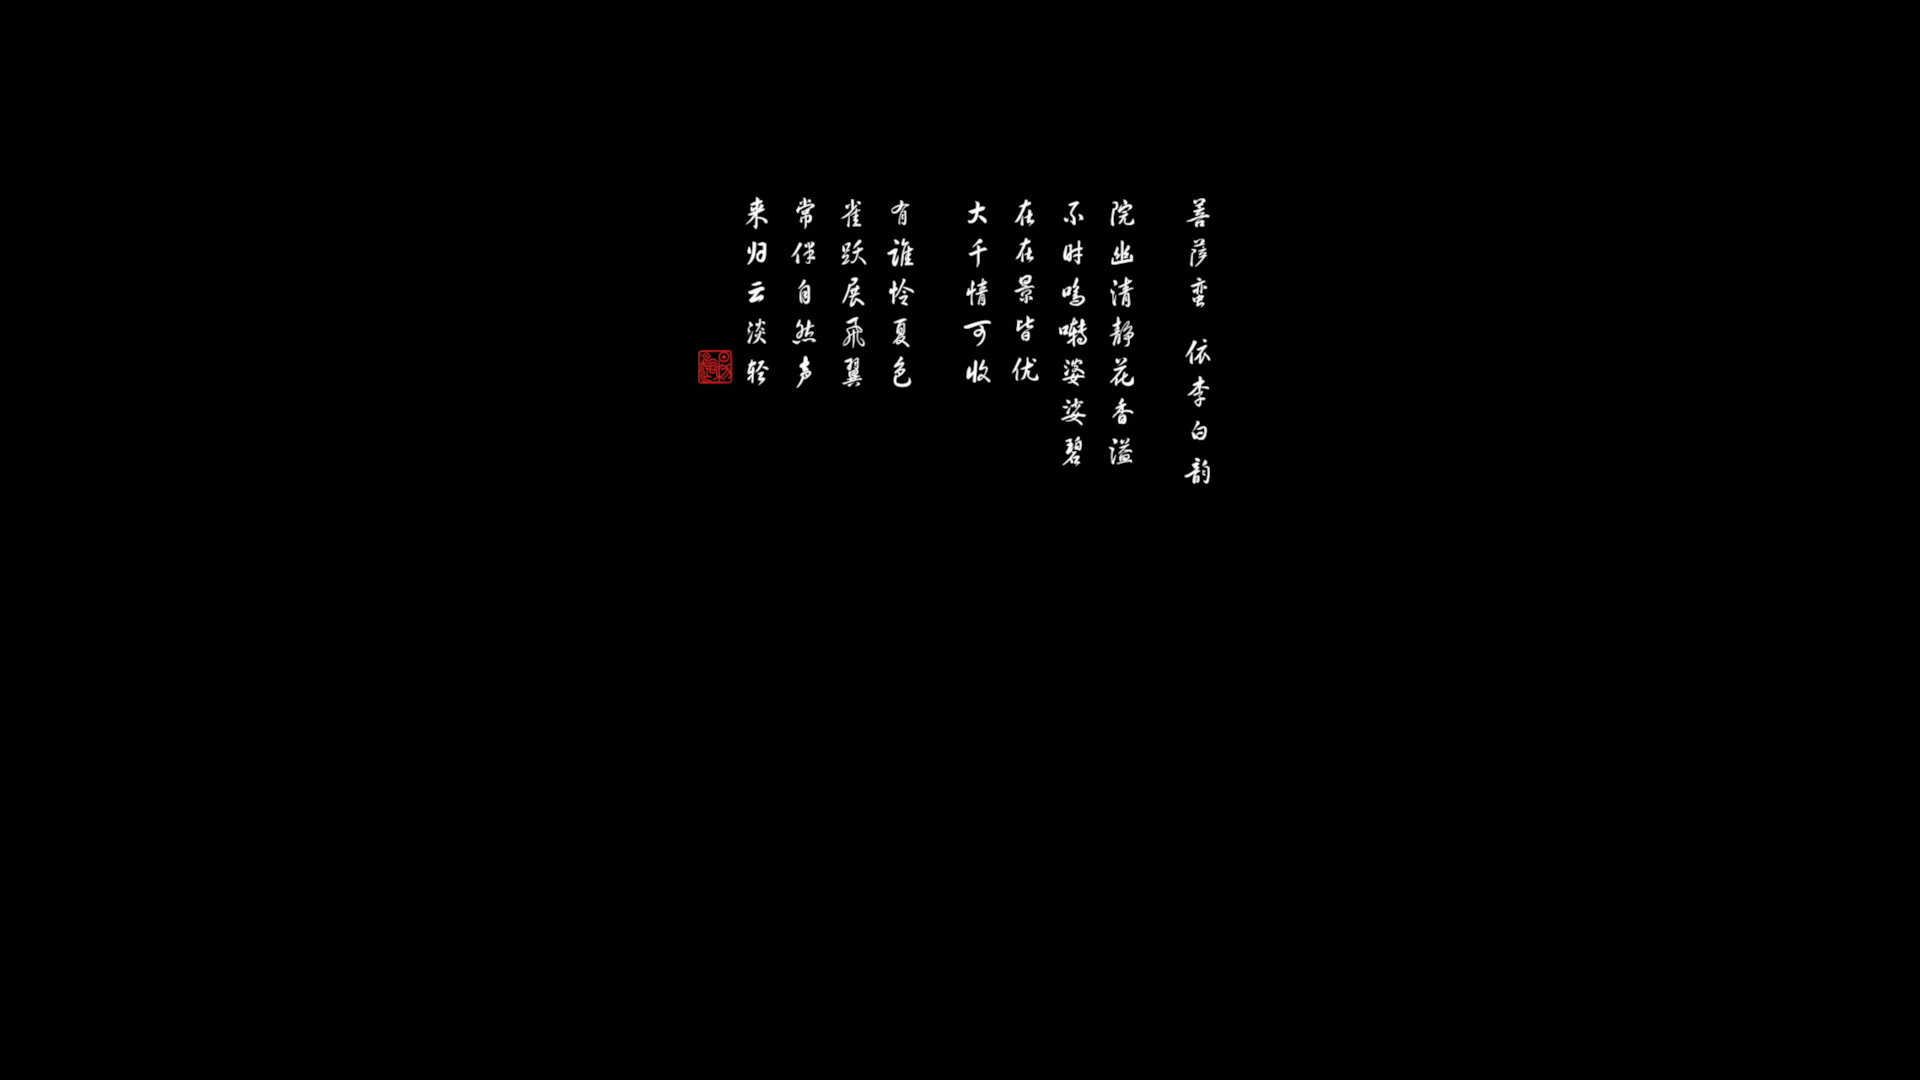 菩萨蛮 依李白韵
院幽清静花香溢
不时鸣啭姿娑碧
在在景皆优
大千情可收
有谁怜夏色
雀跃展飞翼
常伴自然声
来归云淡轻